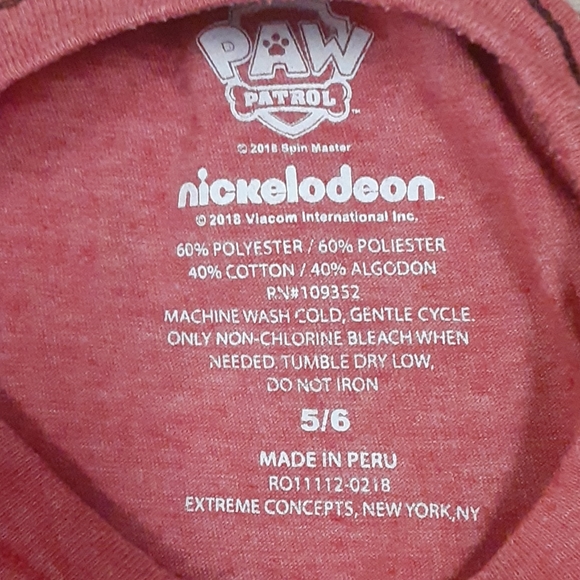 PAW
PATROL™
© 2018 Spin Master
nickelodeon™
© 2018 Viacom International Inc.
60% POLYESTER / 60% POLIESTER
40% COTTON / 40% ALGODON
RN#109352
MACHINE WASH COLD, GENTLE CYCLE.
ONLY NON-CHLORINE BLEACH WHEN
NEEDED, TUMBLE DRY LOW,
DO NOT IRON
5/6
MADE IN PERU
RO11112-0218
EXTREME CONCEPTS, NEW YORK,NY